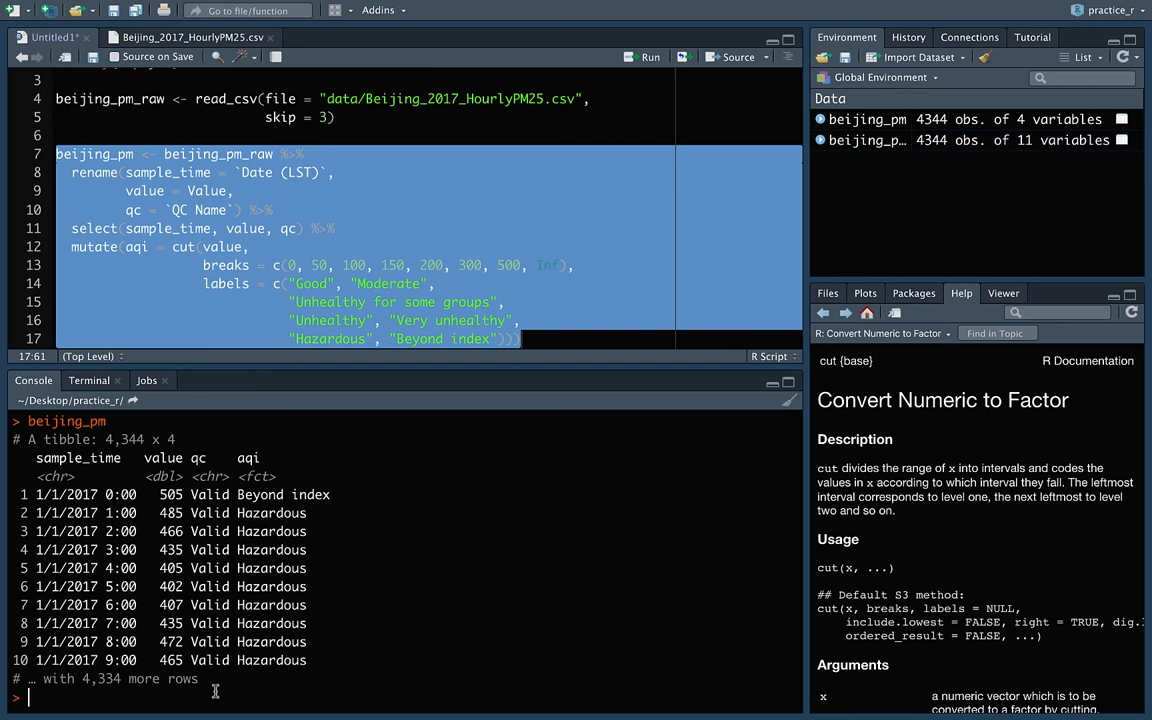 Go to file/function
Addins
practice_r
Untitled1*
Beijing_2017_HourlyPM25.csv
Source on Save
Run
Source
3
4 beijing_pm_raw <- read_csv(file = "data/Beijing_2017_HourlyPM25.csv",
5 skip = 3)
6
7 beijing_pm <- beijing_pm_raw %>%
8 rename(sample_time = `Date (LST)`,
9 value = Value,
10 qc = `QC Name`) %>%
11 select(sample_time, value, qc) %>%
12 mutate(aqi = cut(value,
13 breaks = c(0, 50, 100, 150, 200, 300, 500, Inf),
14 labels = c("Good", "Moderate",
15 "Unhealthy for some groups",
16 "Unhealthy", "Very unhealthy",
17 "Hazardous", "Beyond index")))
17:61 (Top Level) R Script
Console Terminal Jobs
~/Desktop/practice_r/
> beijing_pm
# A tibble: 4,344 x 4
sample_time value qc aqi
<chr> <dbl> <chr> <fct>
1 1/1/2017 0:00 505 Valid Beyond index
2 1/1/2017 1:00 485 Valid Hazardous
3 1/1/2017 2:00 466 Valid Hazardous
4 1/1/2017 3:00 435 Valid Hazardous
5 1/1/2017 4:00 405 Valid Hazardous
6 1/1/2017 5:00 402 Valid Hazardous
7 1/1/2017 6:00 407 Valid Hazardous
8 1/1/2017 7:00 435 Valid Hazardous
9 1/1/2017 8:00 472 Valid Hazardous
10 1/1/2017 9:00 465 Valid Hazardous
# … with 4,334 more rows
>
Environment History Connections Tutorial
Import Dataset
List
Global Environment
Data
beijing_pm 4344 obs. of 4 variables
beijing_p… 4344 obs. of 11 variables
Files Plots Packages Help Viewer
R: Convert Numeric to Factor
Find in Topic
cut {base} R Documentation
Convert Numeric to Factor
Description
cut divides the range of x into intervals and codes the
values in x according to which interval they fall. The leftmost
interval corresponds to level one, the next leftmost to level
two and so on.
Usage
cut(x, ...)
## Default S3 method:
cut(x, breaks, labels = NULL,
include.lowest = FALSE, right = TRUE, dig.
ordered_result = FALSE, ...)
Arguments
x a numeric vector which is to be
converted to a factor by cutting.